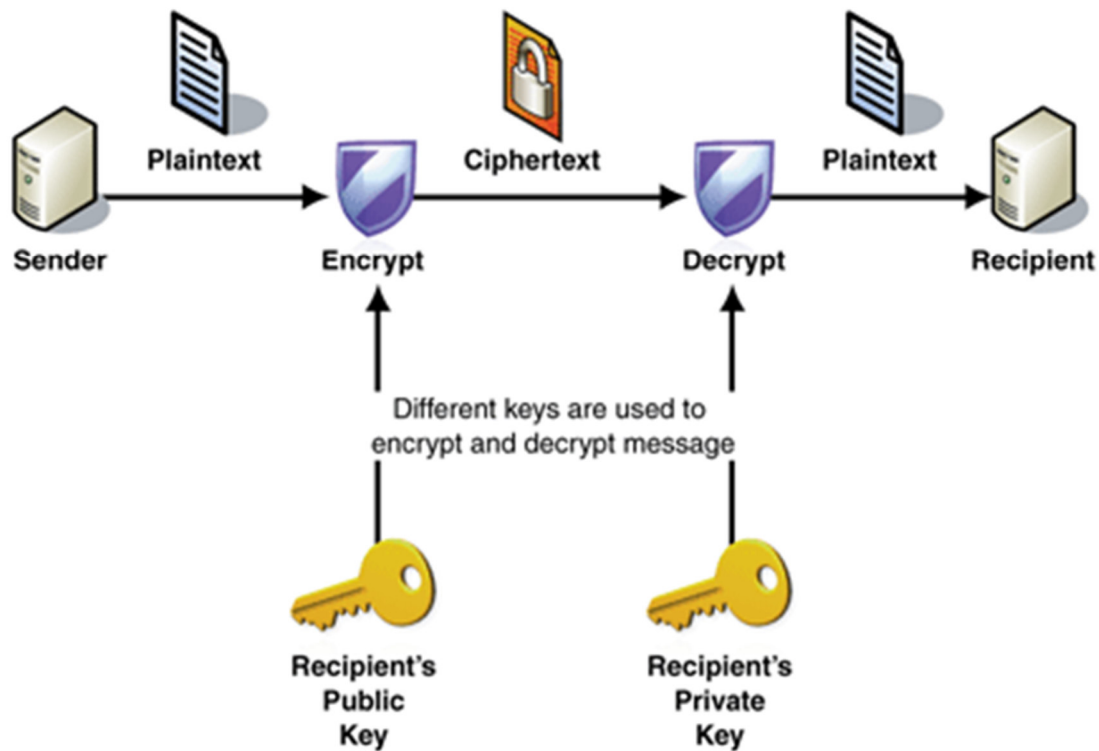 Plaintext
Ciphertext
Plaintext
Sender
Encrypt
Decrypt
Recipient
Different keys are used to
encrypt and decrypt message
Recipient's
Public
Key
Recipient's
Private
Key